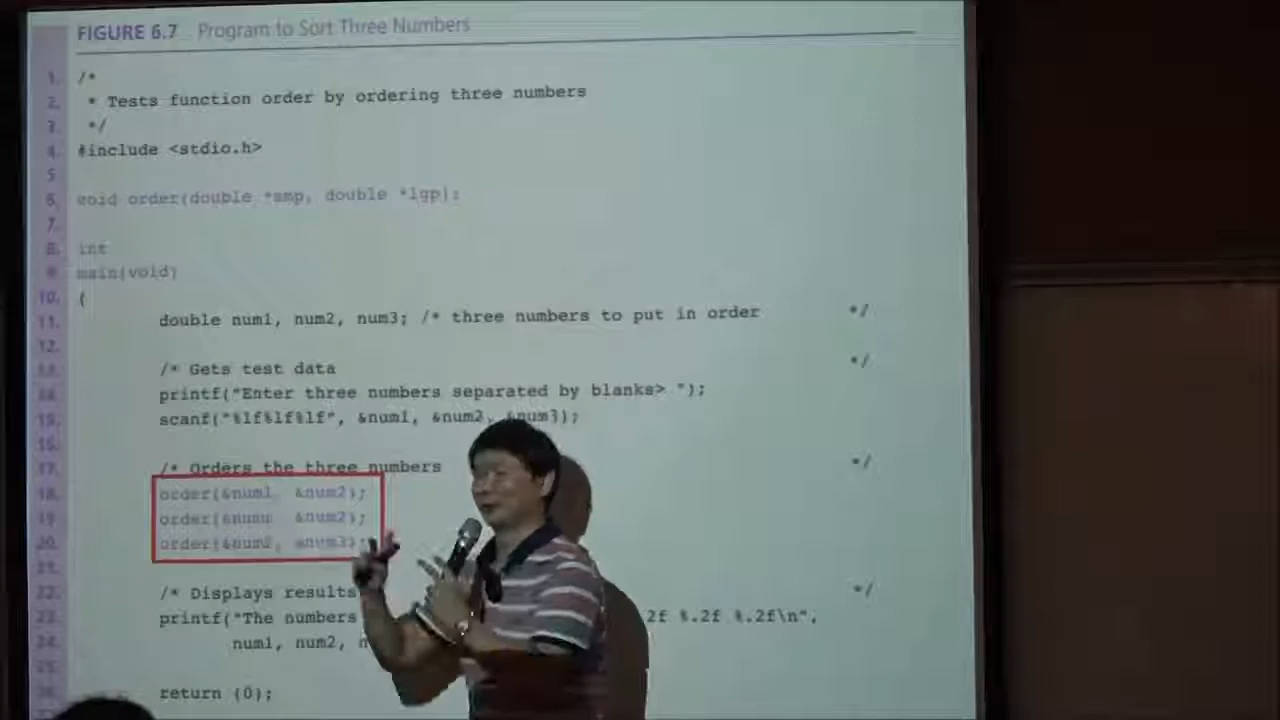 FIGURE 6.7 Program to Sort Three Numbers
1. /*
2. * Tests function order by ordering three numbers
3. */
4. #include <stdio.h>
5
6. void order(double *smp, double *lgp);
7.
8. int
9. main(void)
10. {
11. double num1, num2, num3; /* three numbers to put in order */
12.
13. /* Gets test data */
14. printf("Enter three numbers separated by blanks> ");
15. scanf("%lf%lf%lf", &num1, &num2, &num3);
16.
17. /* Orders the three numbers */
18. order(&num1, &num2);
19 order( &num2);
20. order(&num2, &num3);
21.
22. /* Displays results */
23. printf("The numbers 2f %.2f %.2f\n",
24. num1, num2, n
25.
26. return (0);